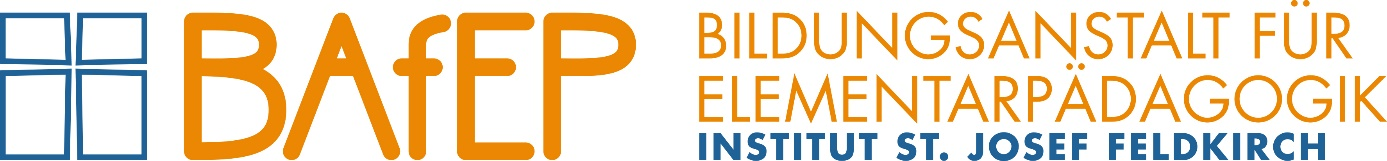 BAfEP
BILDUNGSANSTALT FÜR
ELEMENTARPÄDAGOGIK
INSTITUT ST. JOSEF FELDKIRCH